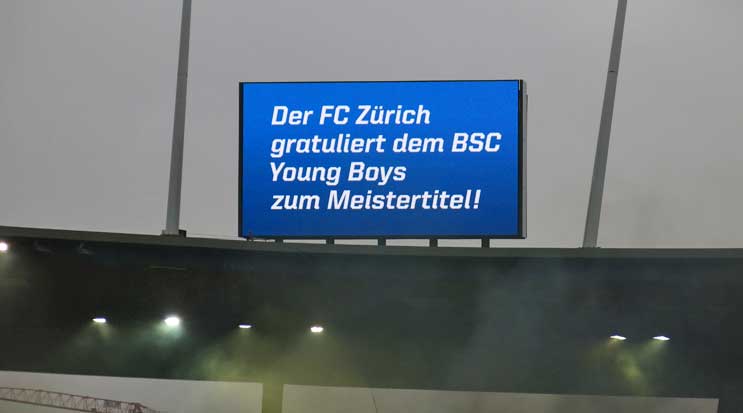 Der FC Zürich
gratuliert dem BSC
Young Boys
zum Meistertitel!